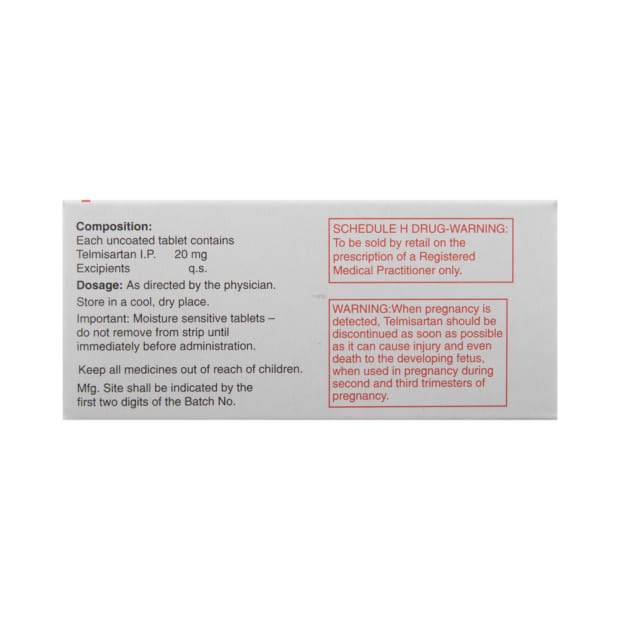 Composition:
Each uncoated tablet contains
Telmisartan I.P. 20 mg
Excipients q.s.
Dosage: As directed by the physician.
Store in a cool, dry place.
Important: Moisture sensitive tablets –
do not remove from strip until
immediately before administration.
Keep all medicines out of reach of children.
Mfg. Site shall be indicated by the
first two digits of the Batch No.
SCHEDULE H DRUG-WARNING:
To be sold by retail on the
prescription of a Registered
Medical Practitioner only.
WARNING:When pregnancy is
detected, Telmisartan should be
discontinued as soon as possible
as it can cause injury and even
death to the developing fetus,
when used in pregnancy during
second and third trimesters of
pregnancy.